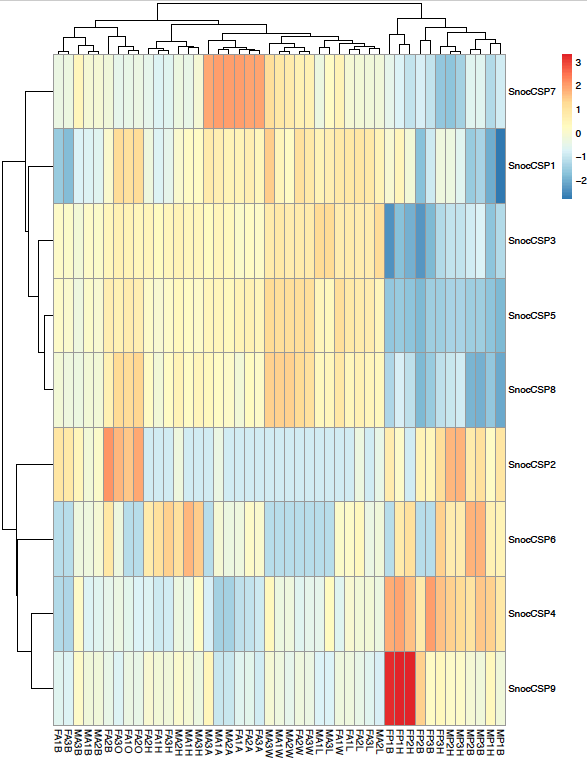 3
2
1
0
−1
−2
SnocCSP7
SnocCSP1
SnocCSP3
SnocCSP5
SnocCSP8
SnocCSP2
SnocCSP6
SnocCSP4
SnocCSP9
FA1B
FA3B
MA3B
MA1B
MA2B
FA2B
FA3O
FA1O
FA2O
FA2H
FA1H
FA3H
MA2H
MA1H
MA3H
MA3A
MA1A
MA2A
FA1A
FA2A
FA3A
MA3W
MA1W
MA2W
FA2W
FA3W
MA1L
MA3L
FA1W
FA1L
FA2L
FA3L
MA2L
FP1B
FP1H
FP2H
FP2B
FP3B
FP3H
MP2H
MP3H
MP2B
MP3B
MP1H
MP1B